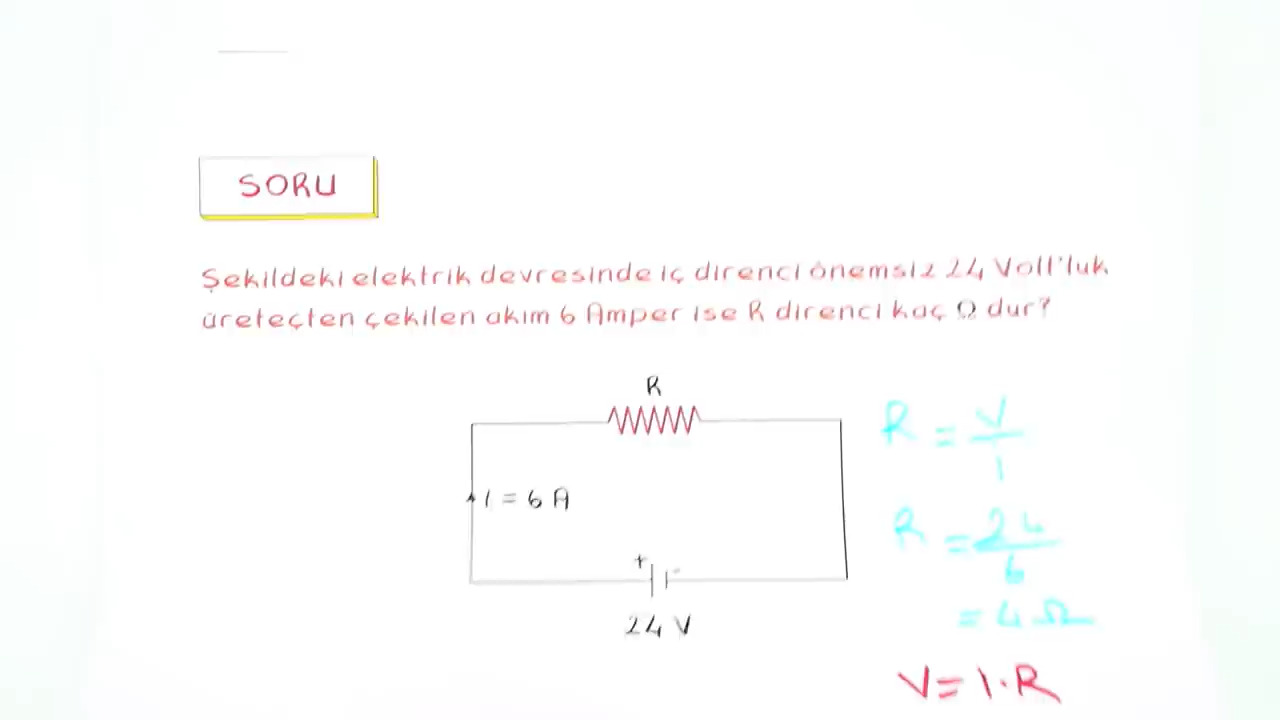 SORU
Şekildeki elektrik devresinde iç direnci önemsiz 24 Voll'luk
üreteçten çekilen akım 6 Amper ise R direnci kaç Ω dur?
R
I = 6 A
+ -
24 V
R = V/I
R = 24/6
= 4 Ω
V = I . R